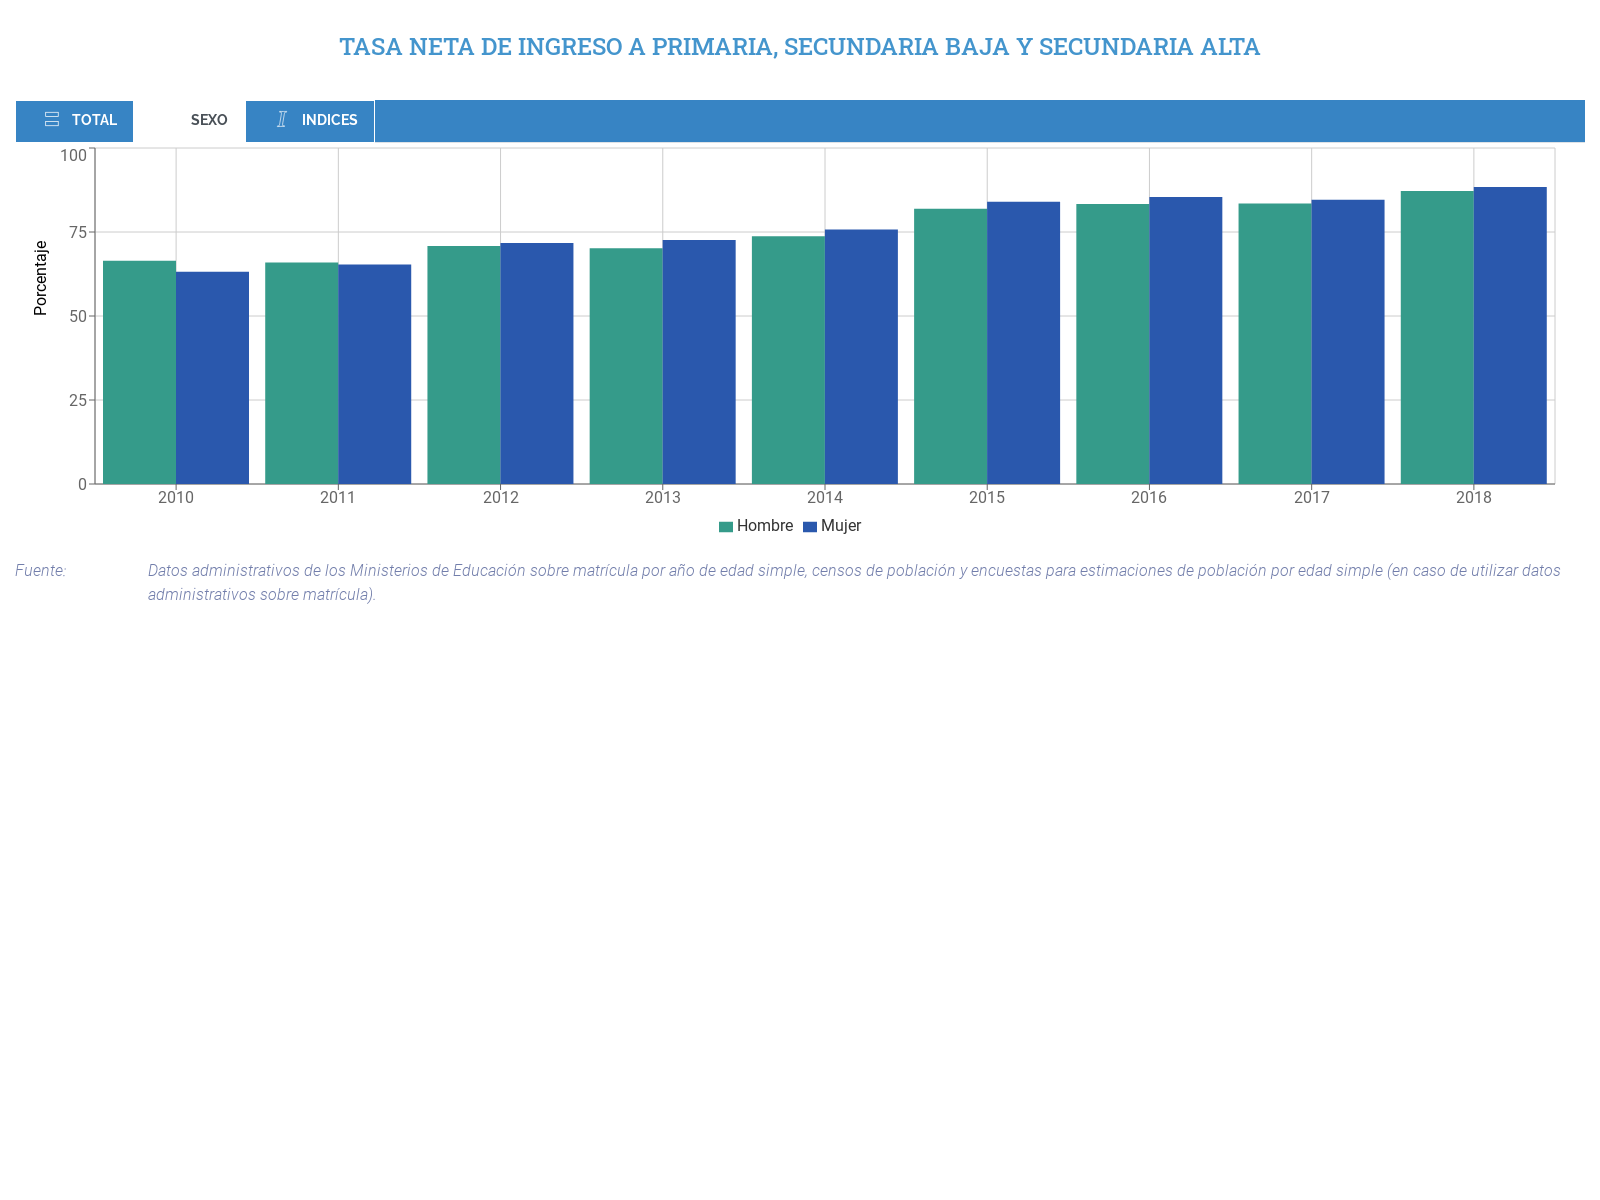 TASA NETA DE INGRESO A PRIMARIA, SECUNDARIA BAJA Y SECUNDARIA ALTA
TOTAL SEXO INDICES
Porcentaje
100
75
50
25
0
2010 2011 2012 2013 2014 2015 2016 2017 2018
Hombre Mujer
Fuente: Datos administrativos de los Ministerios de Educación sobre matrícula por año de edad simple, censos de población y encuestas para estimaciones de población por edad simple (en caso de utilizar datos
administrativos sobre matrícula).